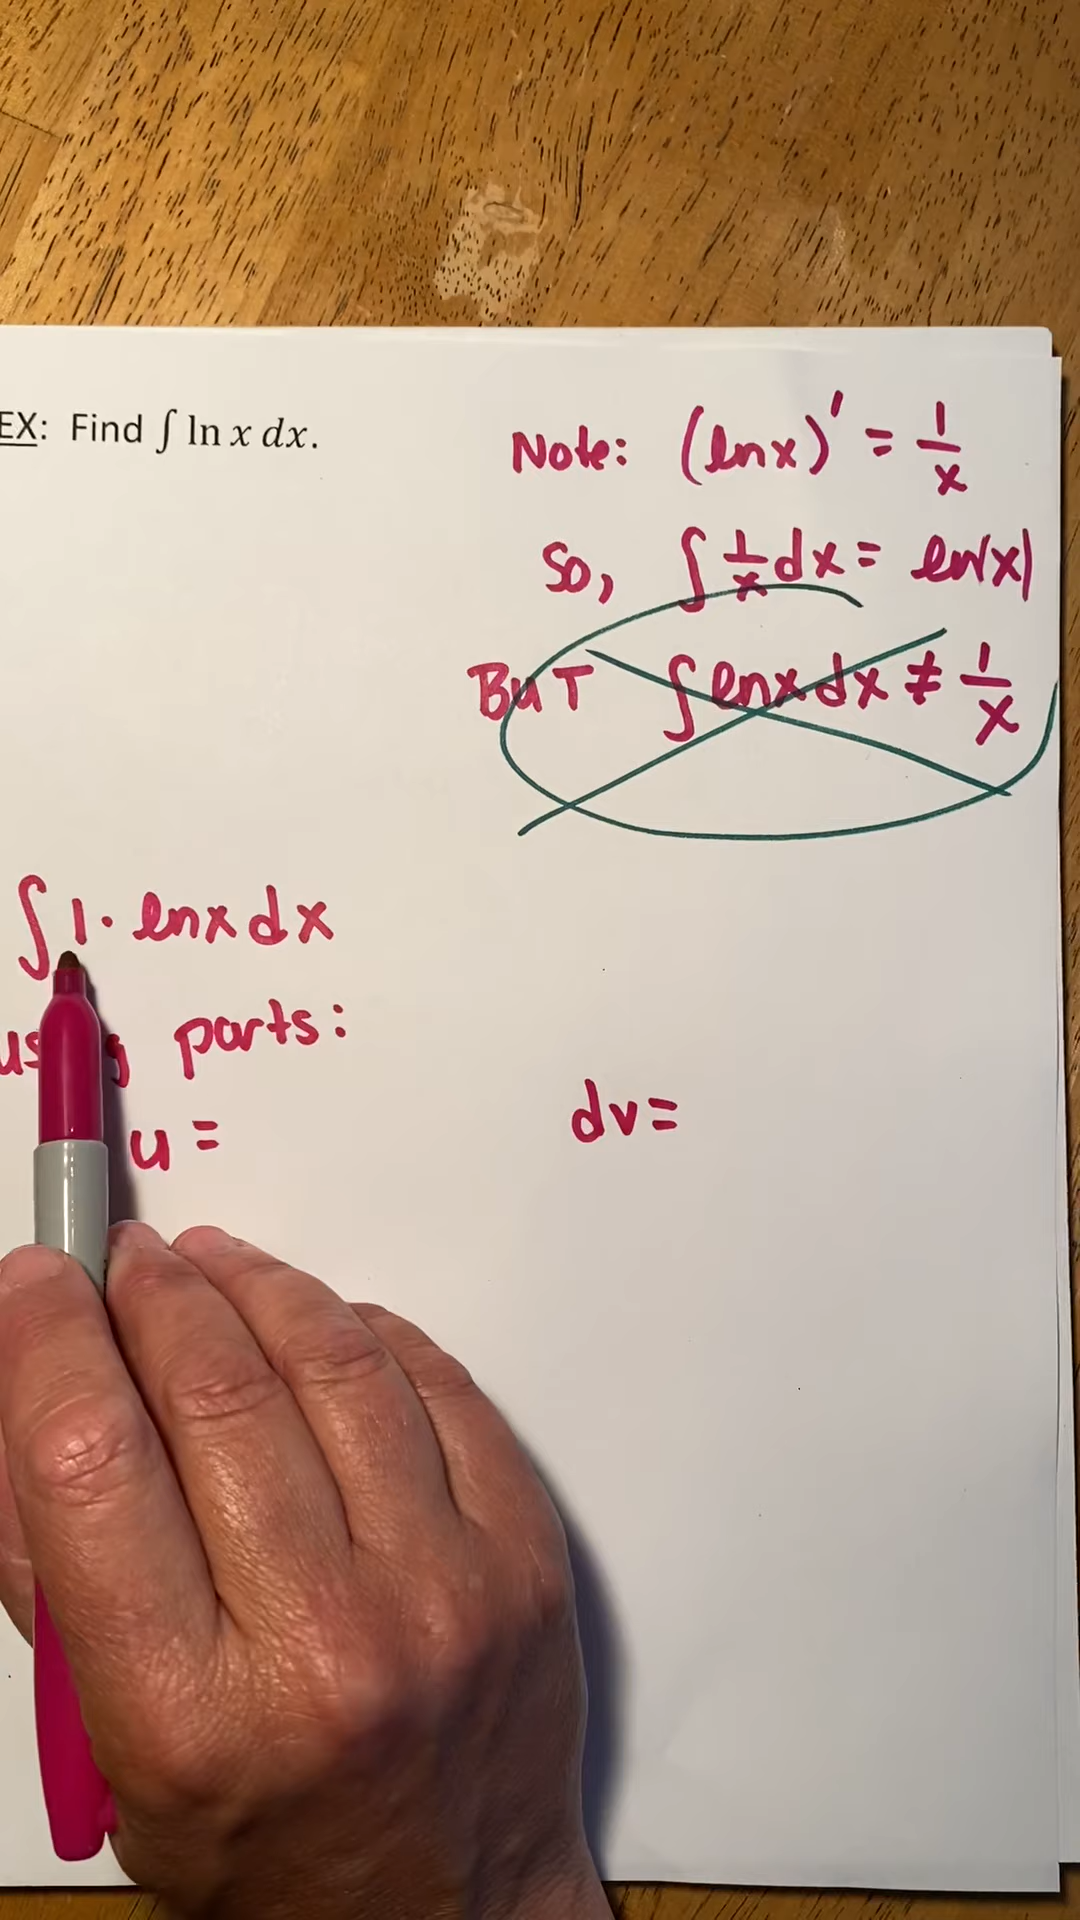 EX: Find ∫ ln x dx.
Note: (lnx)' = 1/x
So, ∫ 1/x dx = ln|x|
BUT ∫ lnx dx ≠ 1/x
∫ 1 · lnx dx
parts:
u =
dv =